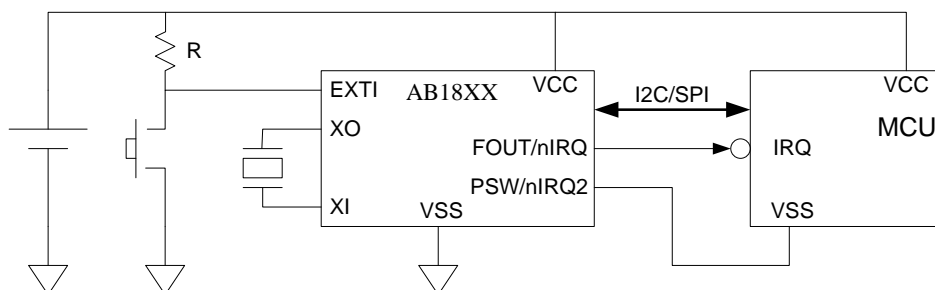 R
EXTI
AB18XX
VCC
I2C/SPI
VCC
XO
MCU
FOUT/nIRQ
IRQ
PSW/nIRQ2
XI
VSS
VSS